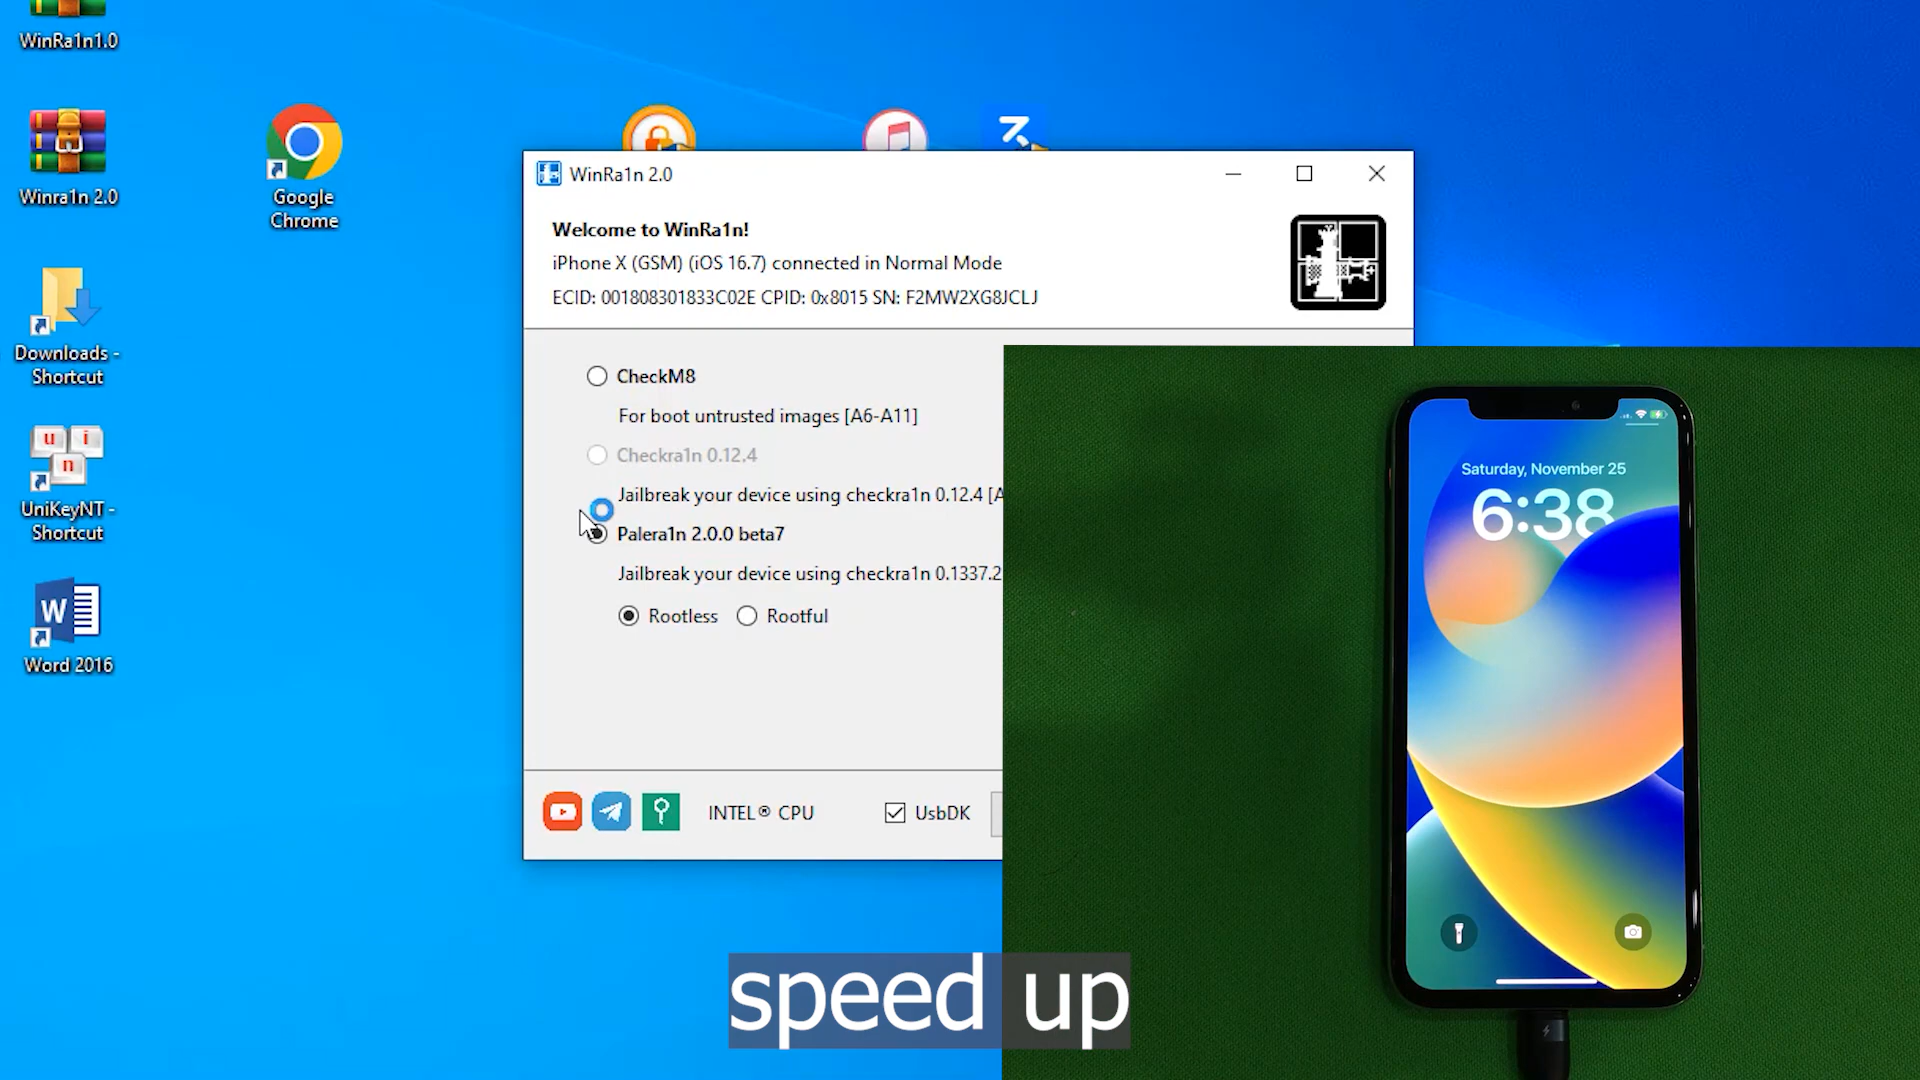 WinRa1n1.0
Winra1n 2.0
Google
Chrome
Downloads -
Shortcut
u i
n
UniKeyNT -
Shortcut
W
Word 2016
WinRa1n 2.0
Welcome to WinRa1n!
iPhone X (GSM) (iOS 16.7) connected in Normal Mode
ECID: 001808301833C02E CPID: 0x8015 SN: F2MW2XG8JCLJ
CheckM8
For boot untrusted images [A6-A11]
Checkra1n 0.12.4
Jailbreak your device using checkra1n 0.12.4 [A
Palera1n 2.0.0 beta7
Jailbreak your device using checkra1n 0.1337.2
Rootless Rootful
INTEL® CPU UsbDK
Saturday, November 25
6:38
speed up